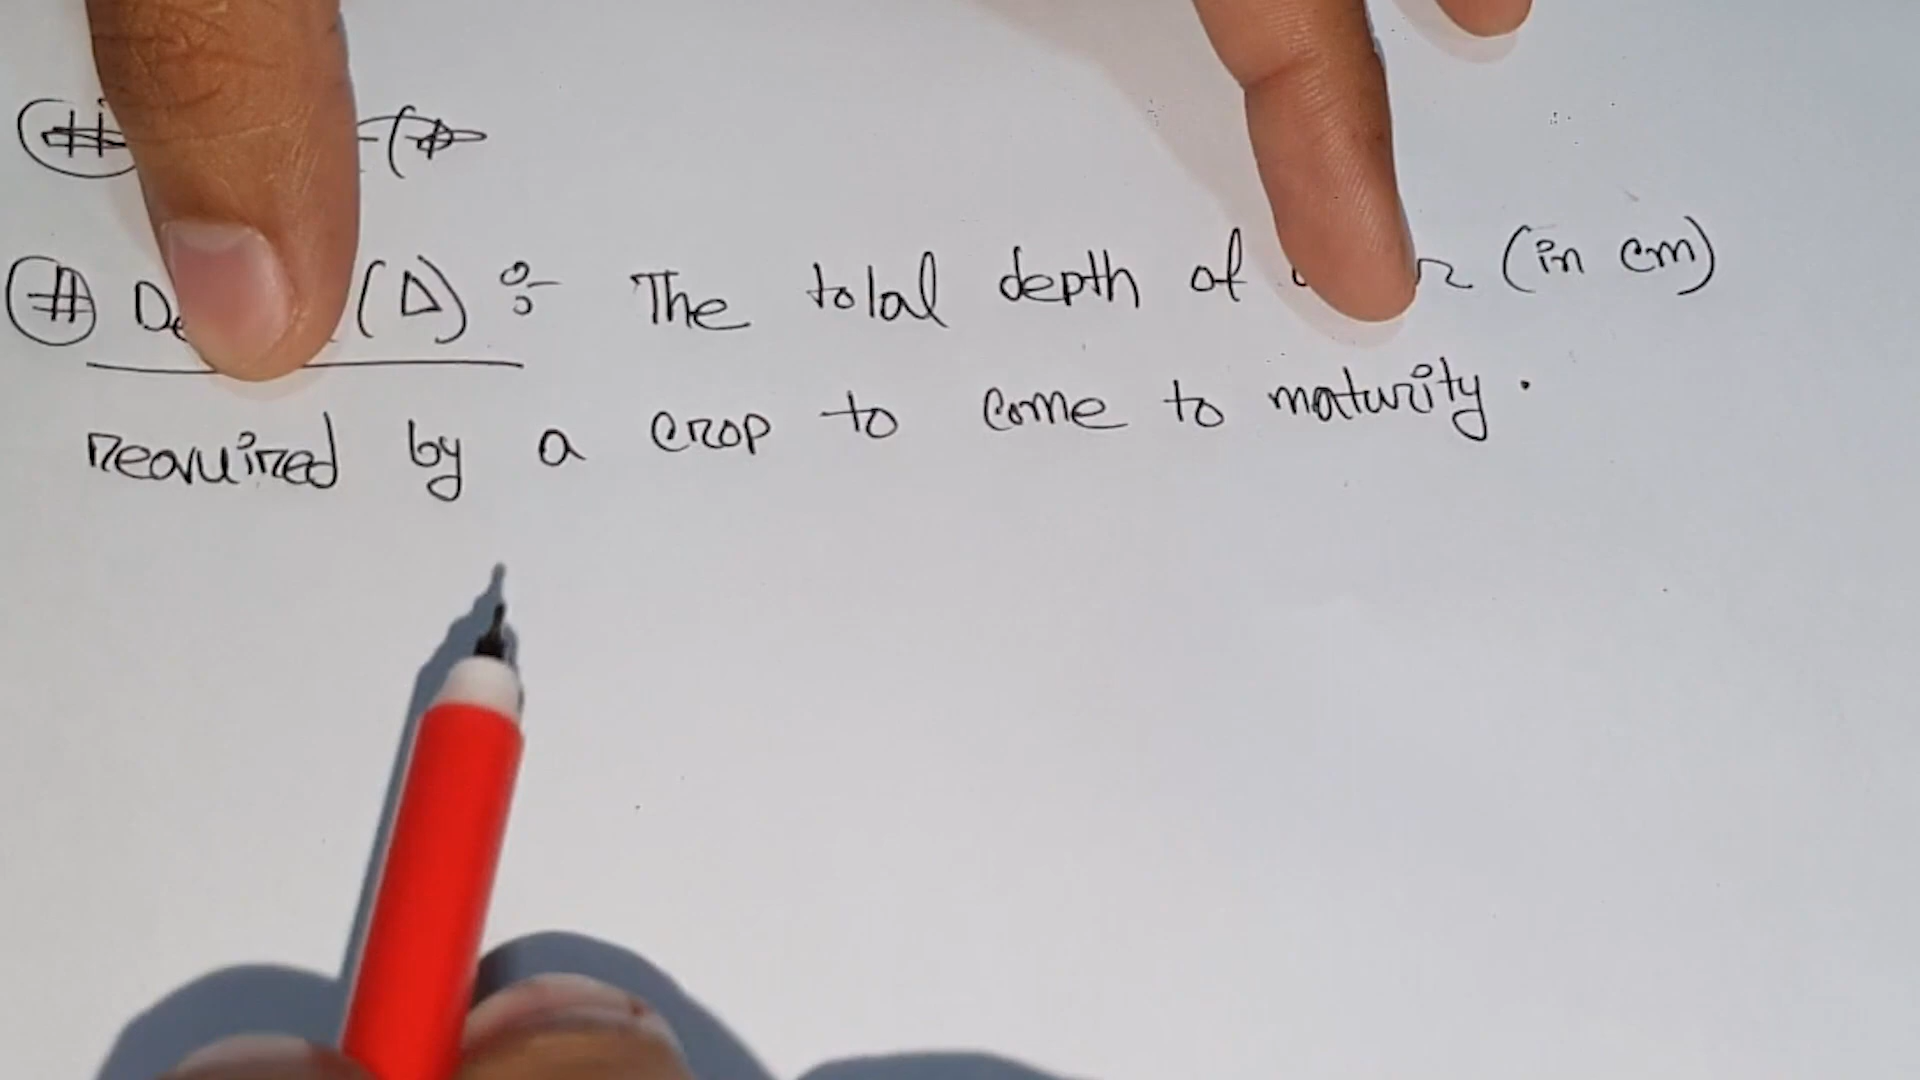 # (Δ) :- The total depth of (in cm)
required by a crop to come to maturity.